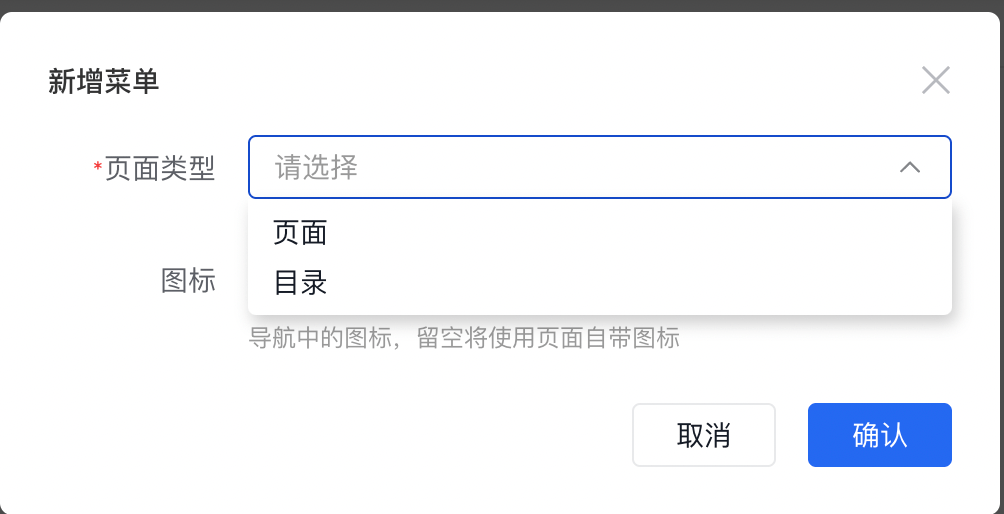 新增菜单
*页面类型
请选择
页面
目录
图标
导航中的图标，留空将使用页面自带图标
取消
确认